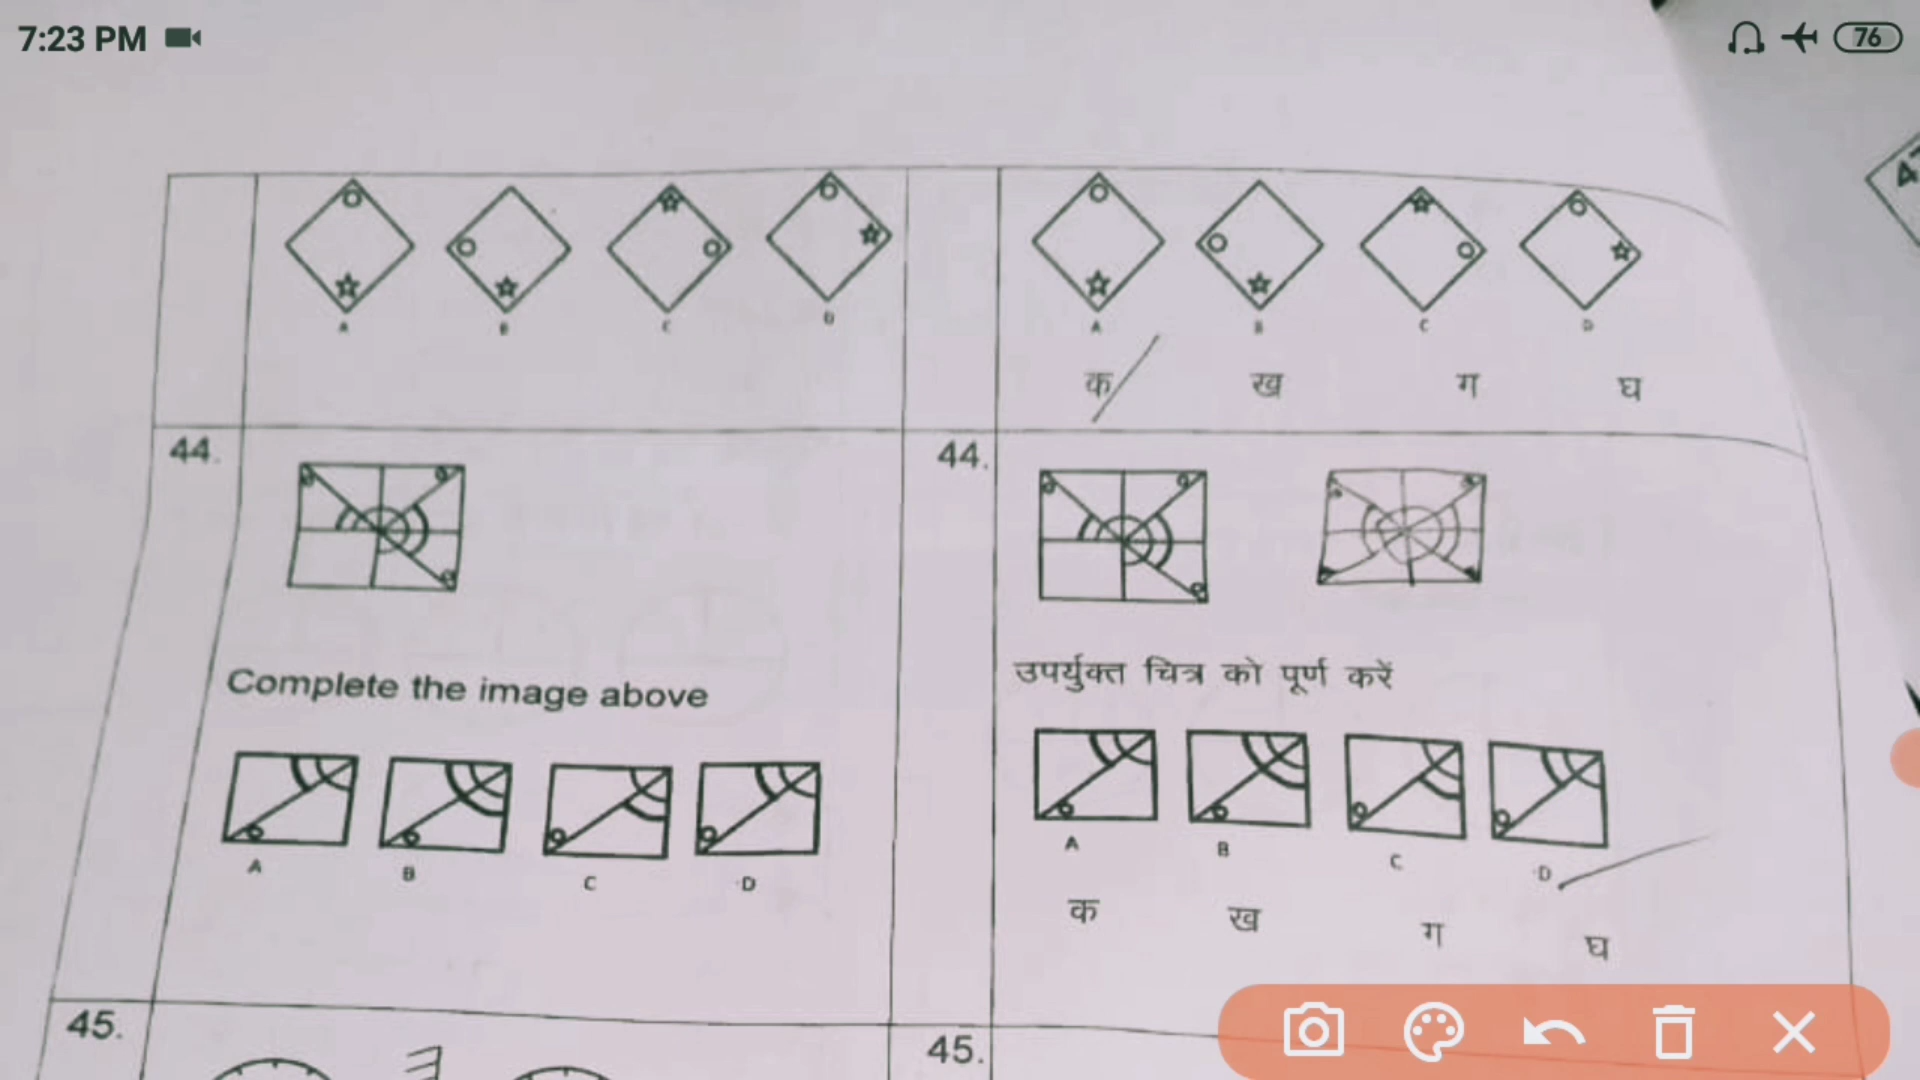 7:23 PM
76
A B C D
A B C D
क ख ग घ
44.
44.
Complete the image above
उपर्युक्त चित्र को पूर्ण करें
A B C D
A B C D
क ख ग घ
45.
45.